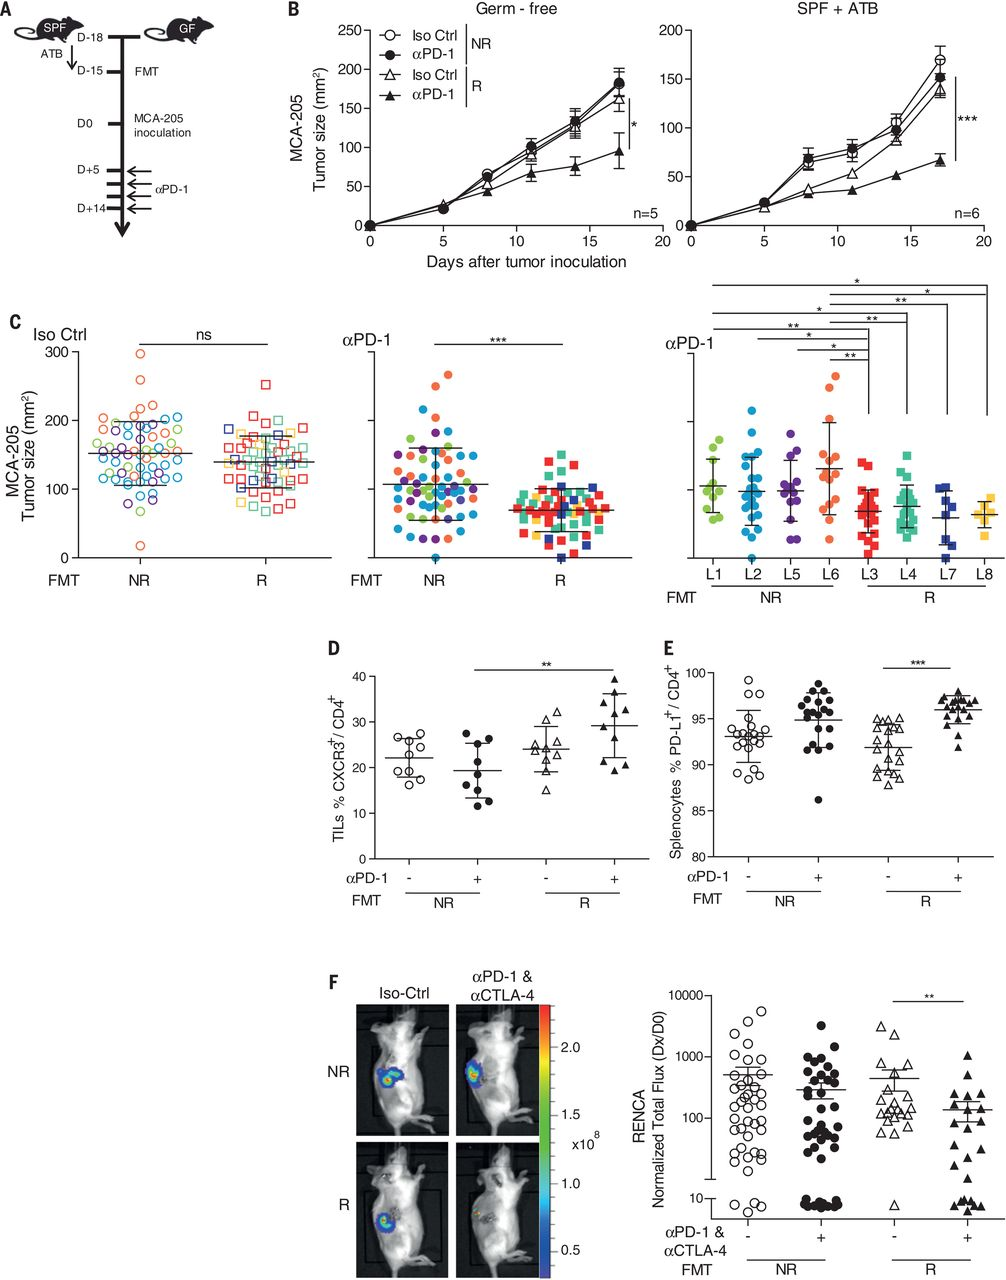 A
SPF
GF
D-18
ATB
D-15
FMT
D0
MCA-205
inoculation
D+5
αPD-1
D+14
B
Germ - free
SPF + ATB
MCA-205
Tumor size (mm²)
250
200
150
100
50
0
Iso Ctrl
αPD-1
NR
Iso Ctrl
αPD-1
R
*
n=5
0
5
10
15
20
200
150
100
50
0
***
n=6
0
5
10
15
20
Days after tumor inoculation
C
Iso Ctrl
MCA-205
Tumor size (mm²)
300
200
100
0
ns
FMT
NR
R
αPD-1
***
FMT
NR
R
αPD-1
*
*
**
*
**
**
*
*
**
L1 L2 L5 L6 L3 L4 L7 L8
FMT NR R
D
TILs % CXCR3+/ CD4+
40
30
20
10
0
**
αPD-1 - + - +
FMT NR R
E
Splenocytes % PD-L1+/ CD4+
100
95
90
85
80
***
αPD-1 - + - +
FMT NR R
F
Iso-Ctrl
αPD-1 &
αCTLA-4
NR
R
2.0
1.5
x10⁸
1.0
0.5
RENCA
Normalized Total Flux (Dx/D0)
10000
1000
100
10
**
αPD-1 &
αCTLA-4
- + - +
FMT NR R